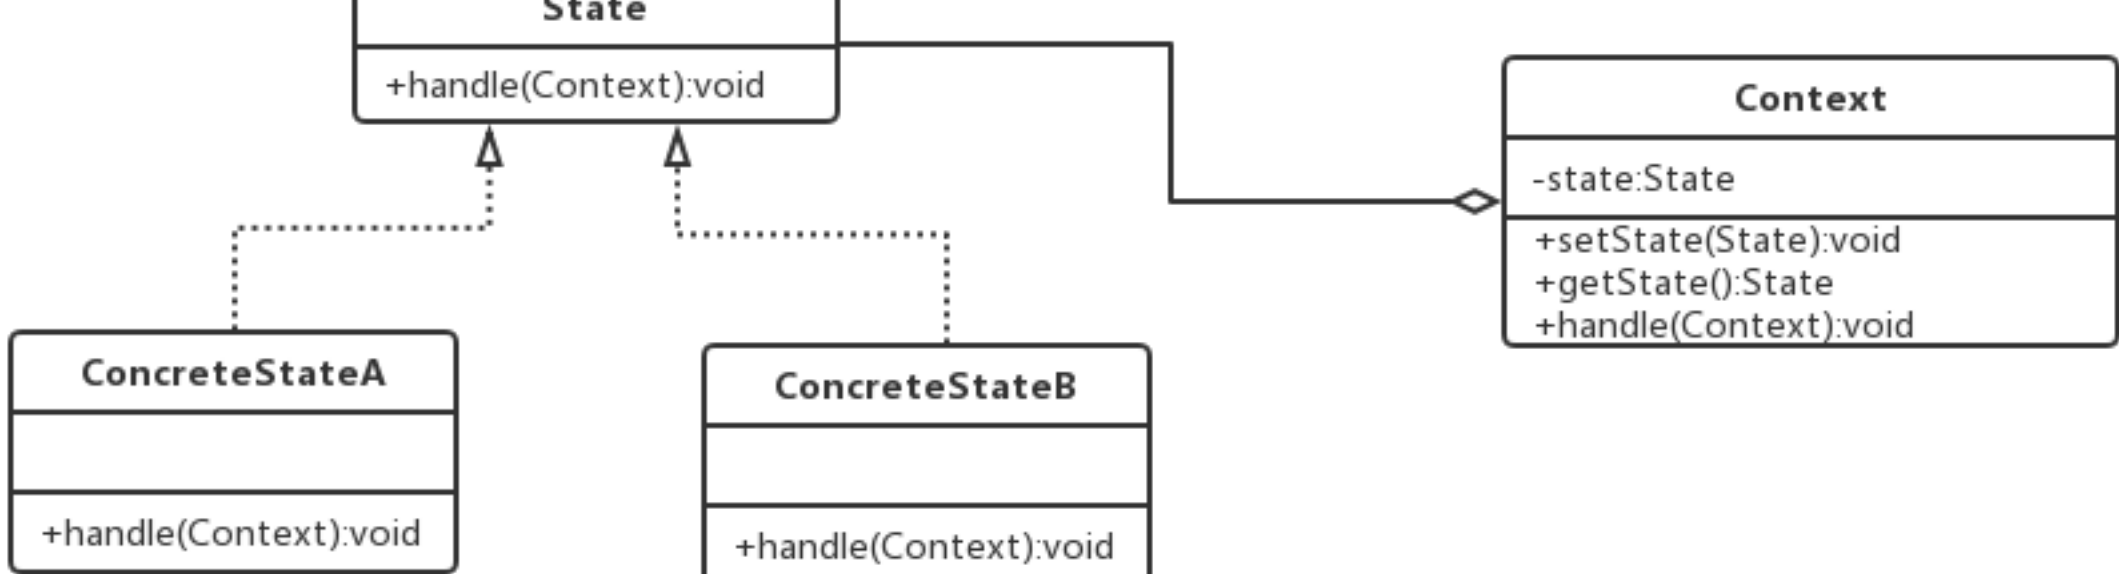 State
+handle(Context):void
Context
-state:State
+setState(State):void
+getState():State
+handle(Context):void
ConcreteStateA
+handle(Context):void
ConcreteStateB
+handle(Context):void